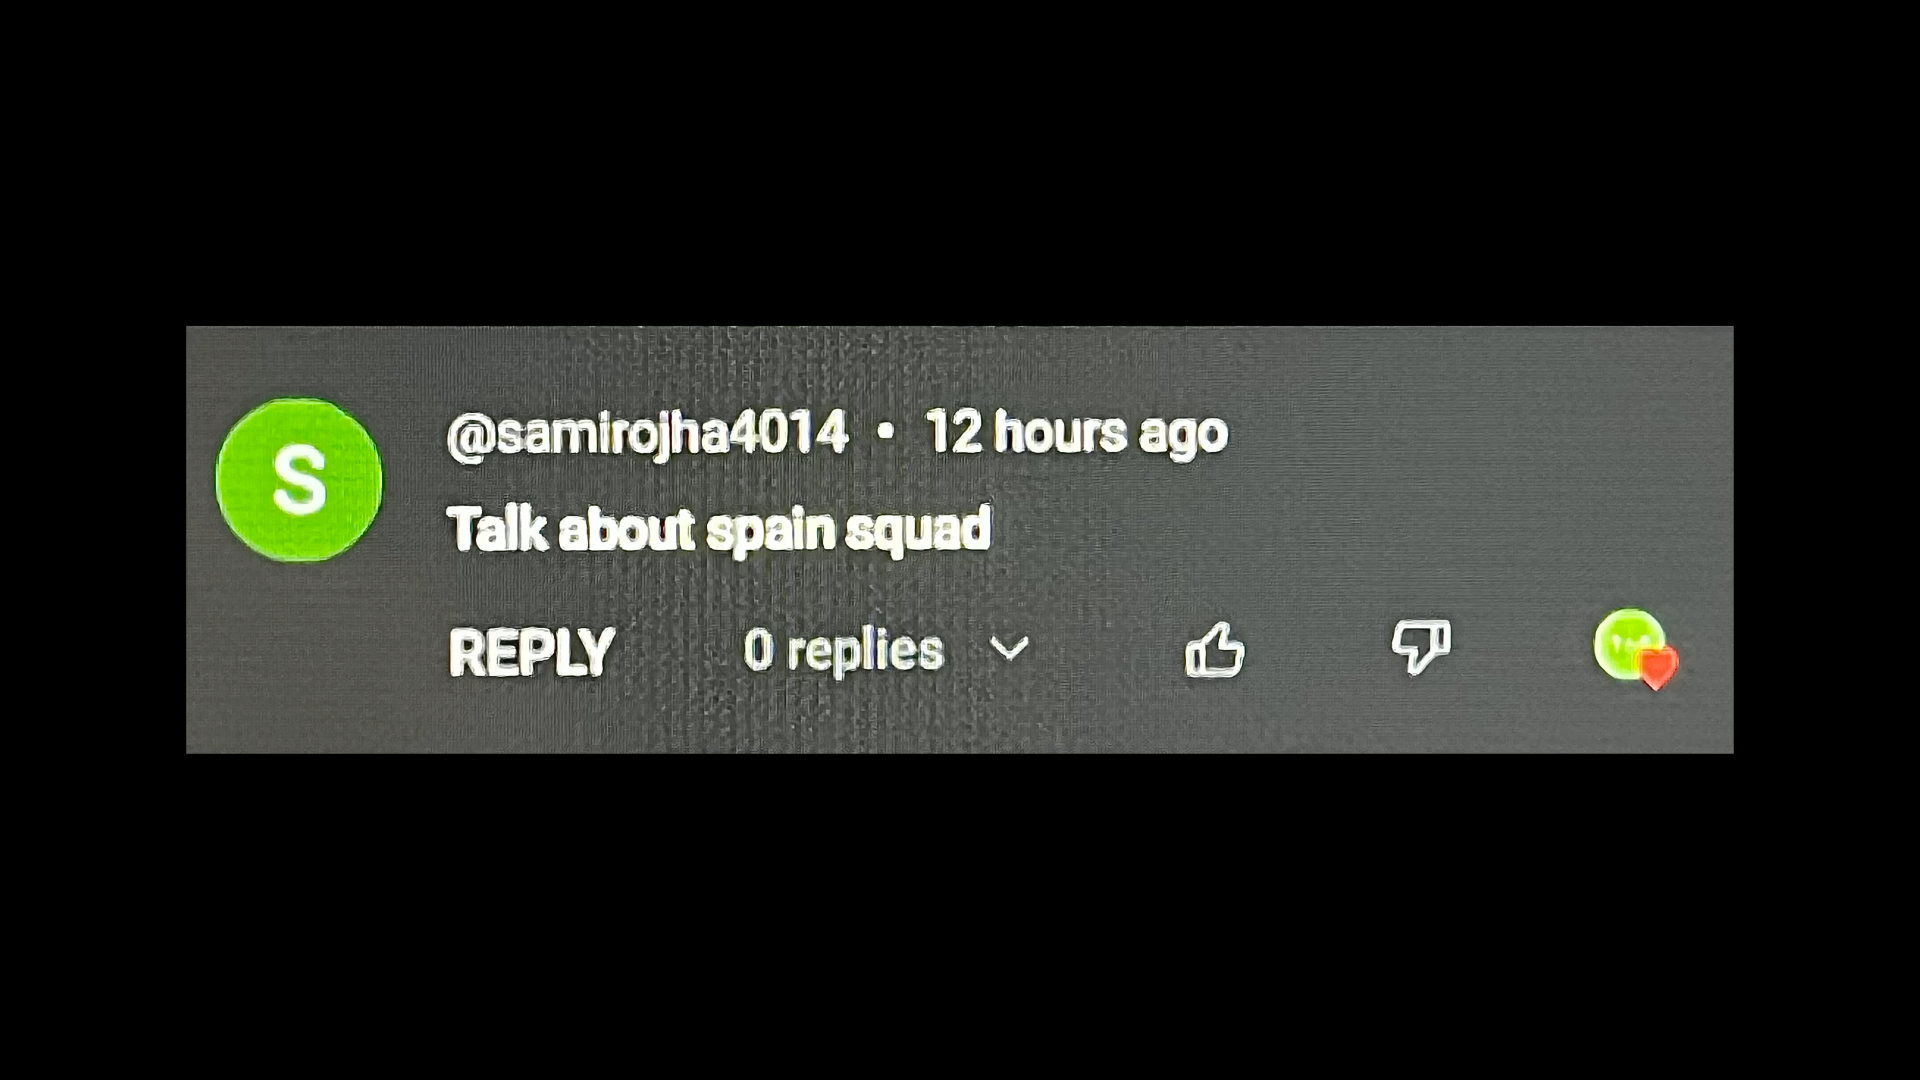 S
@samirojha4014 • 12 hours ago
Talk about spain squad
REPLY 0 replies